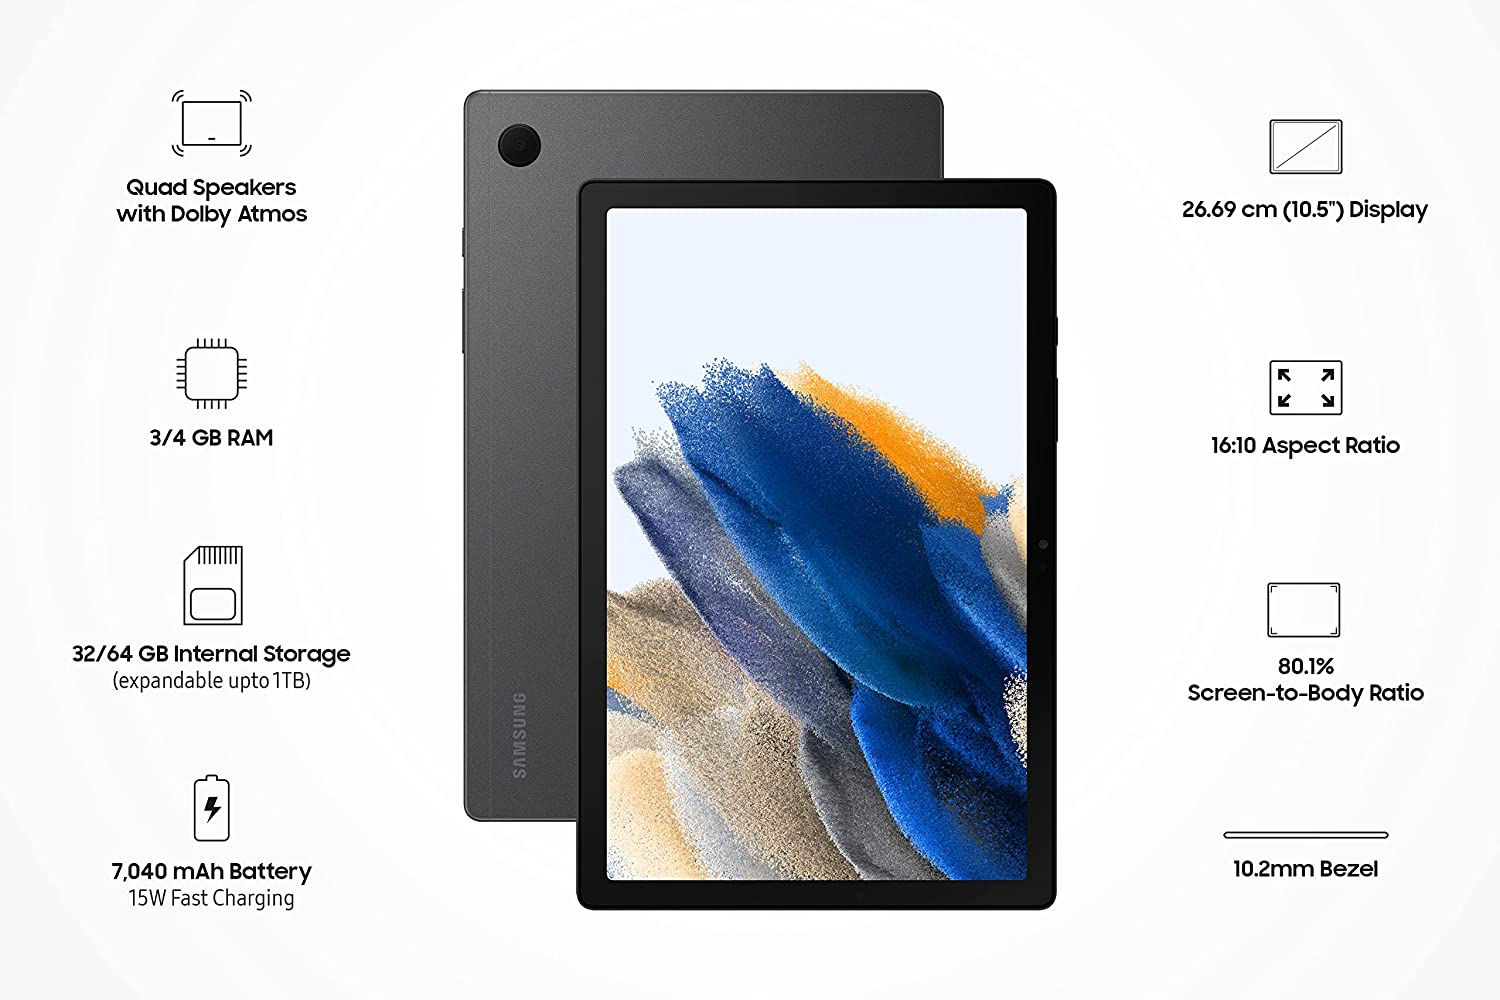 Quad Speakers
with Dolby Atmos
3/4 GB RAM
32/64 GB Internal Storage
(expandable upto 1TB)
7,040 mAh Battery
15W Fast Charging
SAMSUNG
26.69 cm (10.5") Display
16:10 Aspect Ratio
80.1%
Screen-to-Body Ratio
10.2mm Bezel